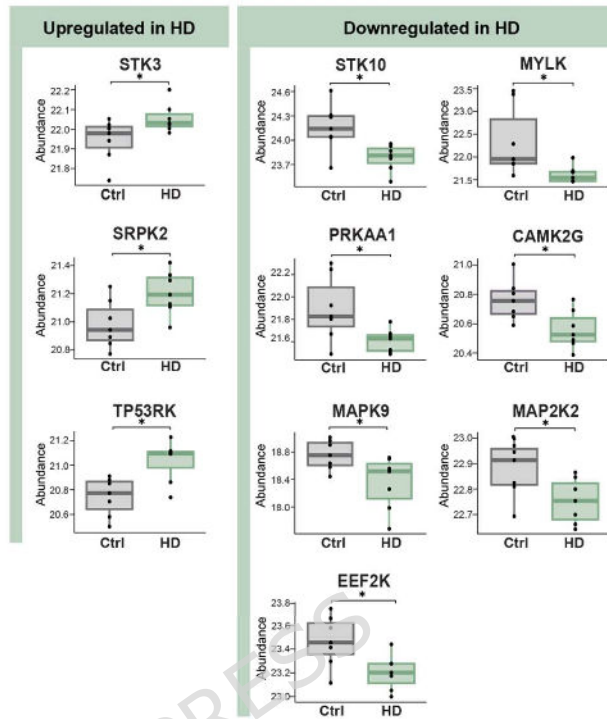 Upregulated in HD
STK3
*
Abundance
22.2
22.1
22.0
21.9
21.8
Ctrl HD
SRPK2
*
Abundance
21.4
21.2
21.0
20.8
Ctrl HD
TP53RK
*
Abundance
21.2
21.0
20.8
20.6
Ctrl HD
Downregulated in HD
STK10
*
Abundance
24.6
24.3
24.0
23.7
Ctrl HD
MYLK
*
Abundance
23.5
23.0
22.5
22.0
21.5
Ctrl HD
PRKAA1
*
Abundance
22.2
22.0
21.8
21.6
Ctrl HD
CAMK2G
*
Abundance
21.0
20.8
20.6
20.4
Ctrl HD
MAPK9
*
Abundance
18.8
18.4
18.0
Ctrl HD
MAP2K2
*
Abundance
23.0
22.9
22.8
22.7
Ctrl HD
EEF2K
*
Abundance
23.8
23.6
23.4
23.2
23.0
Ctrl HD
PRESS